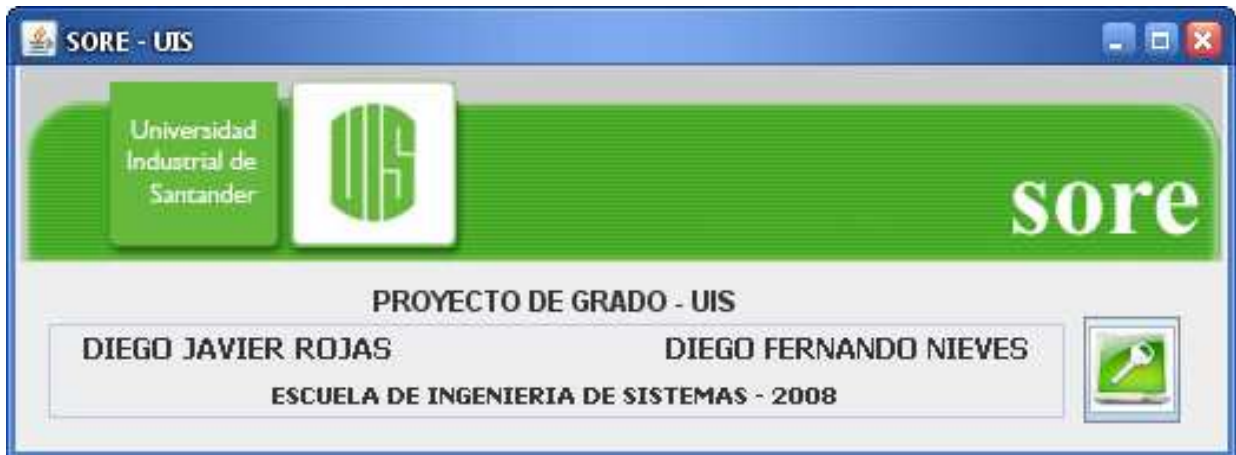 SORE - UIS
Universidad
Industrial de
Santander
UIS
sore
PROYECTO DE GRADO - UIS
DIEGO JAVIER ROJAS DIEGO FERNANDO NIEVES
ESCUELA DE INGENIERIA DE SISTEMAS - 2008